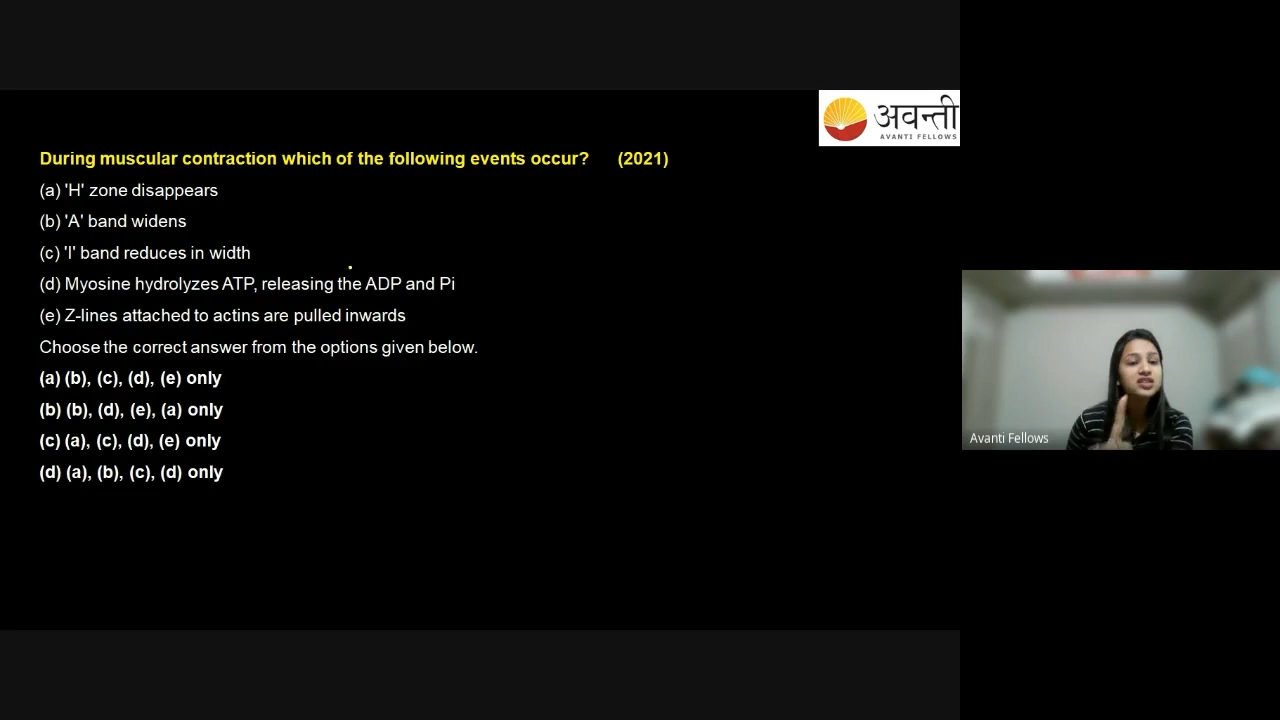 अवन्ती
AVANTI FELLOWS
During muscular contraction which of the following events occur? (2021)
(a) 'H' zone disappears
(b) 'A' band widens
(c) 'I' band reduces in width
(d) Myosine hydrolyzes ATP, releasing the ADP and Pi
(e) Z-lines attached to actins are pulled inwards
Choose the correct answer from the options given below.
(a) (b), (c), (d), (e) only
(b) (b), (d), (e), (a) only
(c) (a), (c), (d), (e) only
(d) (a), (b), (c), (d) only
Avanti Fellows